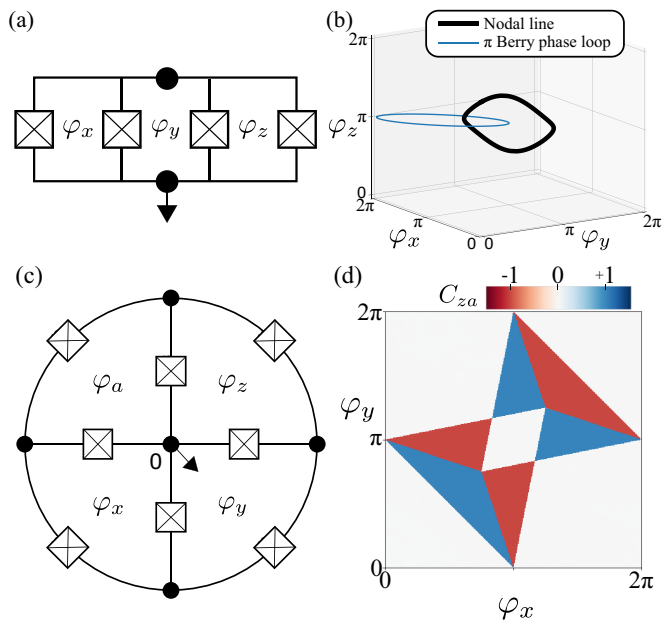 (a)
φx φy φz
(b)
Nodal line
π Berry phase loop
2π
φz
π
0
2π
π
φx
0
0
π
φy
2π
(c)
φa φz
0
φx φy
(d)
Cza
-1 0 +1
2π
φy
π
0
0
φx
2π